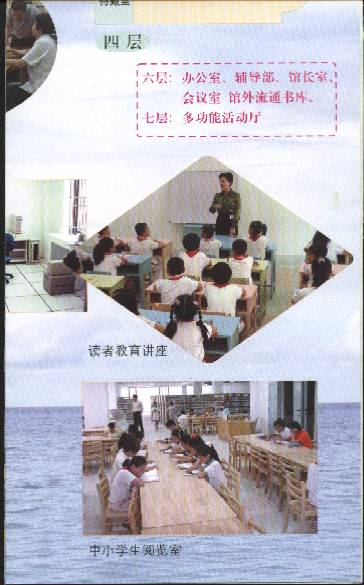 四层
六层: 办公室、辅导部、馆长室、
会议室 馆外流通书库。
七层: 多功能活动厅
读者教育讲座
中小学生阅览室